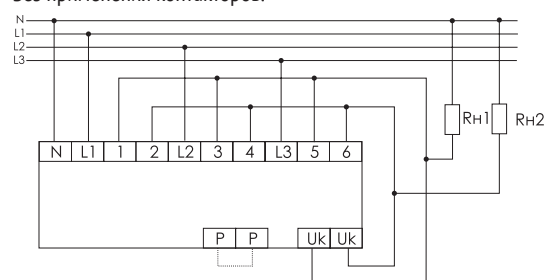 без применения контакторов.
N
L1
L2
L3
Rн1 Rн2
N L1 1 2 L2 3 4 L3 5 6
P P Uk Uk